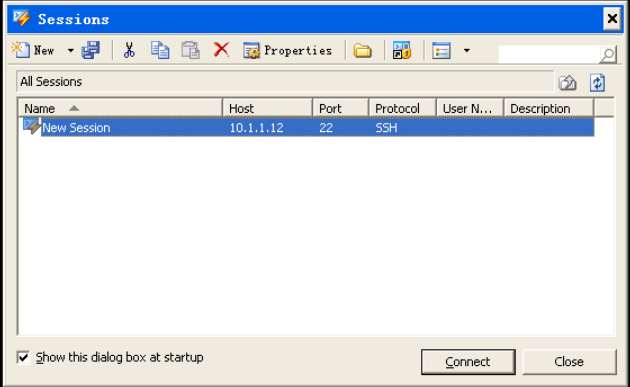 Sessions
New Properties
All Sessions
Name Host Port Protocol User N... Description
New Session 10.1.1.12 22 SSH
Show this dialog box at startup Connect Close